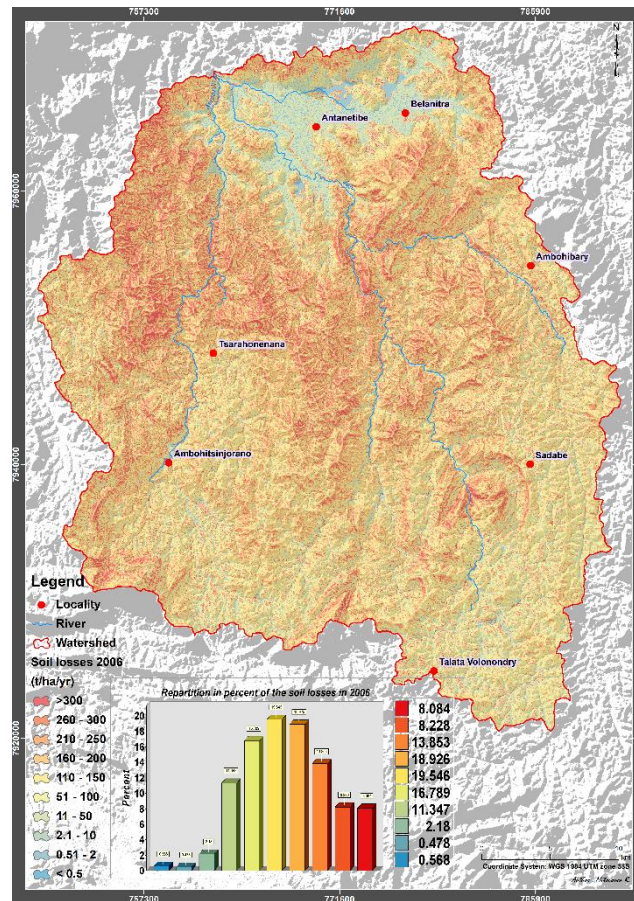 757300 771600 785900
N
Belanitra
Antanetibe
7960000
Ambohibary
Tsarahonenana
Ambohitsinjorano
Sadabe
7940000
Legend
Locality
River
Watershed
Soil losses 2006
(t/ha/yr)
>300
260 - 300
210 - 250
160 - 200
110 - 150
51 - 100
11 - 50
2.1 - 10
0.51 - 2
< 0.5
Talata Volonondry
Repartition in percent of the soil losses in 2006
Percent
20
18
16
14
12
10
8
6
4
2
0
8.084
8.228
13.853
18.926
19.546
16.789
11.347
2.18
0.478
0.568
7920000
km
Coordinate System: WGS 1984 UTM zone 38S
757300 771600 785900